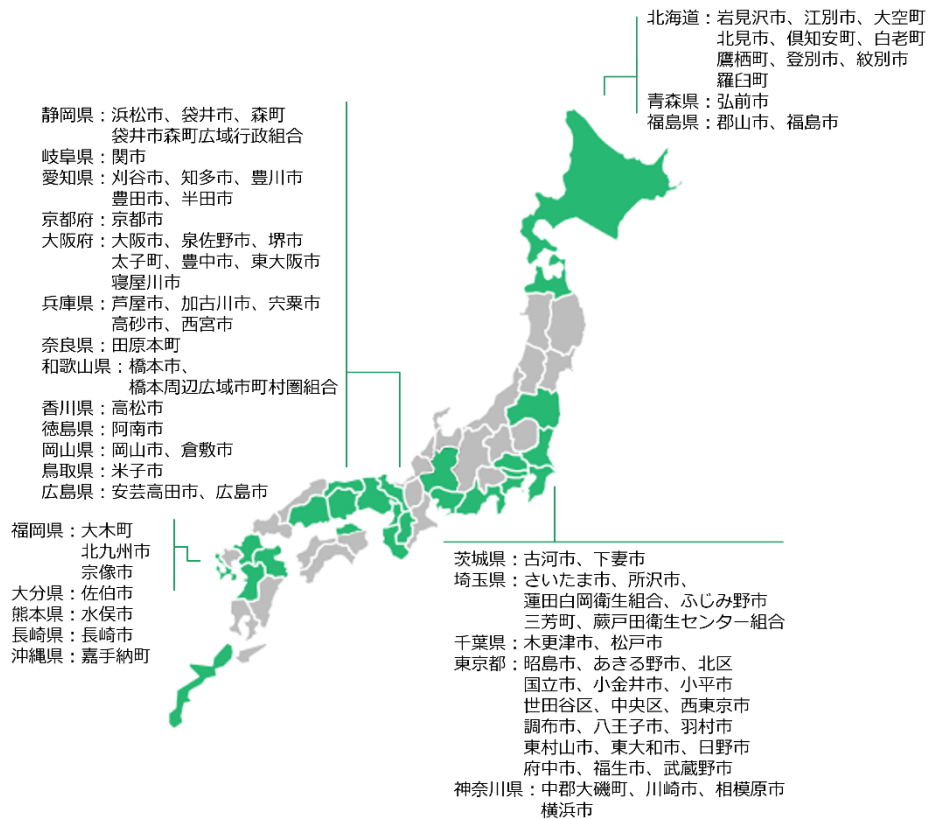 北海道：岩見沢市、江別市、大空町
北見市、倶知安町、白老町
鷹栖町、登別市、紋別市
羅臼町
青森県：弘前市
福島県：郡山市、福島市
静岡県：浜松市、袋井市、森町
袋井市森町広域行政組合
岐阜県：関市
愛知県：刈谷市、知多市、豊川市
豊田市、半田市
京都府：京都市
大阪府：大阪市、泉佐野市、堺市
太子町、豊中市、東大阪市
寝屋川市
兵庫県：芦屋市、加古川市、宍粟市
高砂市、西宮市
奈良県：田原本町
和歌山県：橋本市、
橋本周辺広域市町村圏組合
香川県：高松市
徳島県：阿南市
岡山県：岡山市、倉敷市
鳥取県：米子市
広島県：安芸高田市、広島市
福岡県：大木町
北九州市
宗像市
大分県：佐伯市
熊本県：水俣市
長崎県：長崎市
沖縄県：嘉手納町
茨城県：古河市、下妻市
埼玉県：さいたま市、所沢市、
蓮田白岡衛生組合、ふじみ野市
三芳町、蕨戸田衛生センター組合
千葉県：木更津市、松戸市
東京都：昭島市、あきる野市、北区
国立市、小金井市、小平市
世田谷区、中央区、西東京市
調布市、八王子市、羽村市
東村山市、東大和市、日野市
府中市、福生市、武蔵野市
神奈川県：中郡大磯町、川崎市、相模原市
横浜市